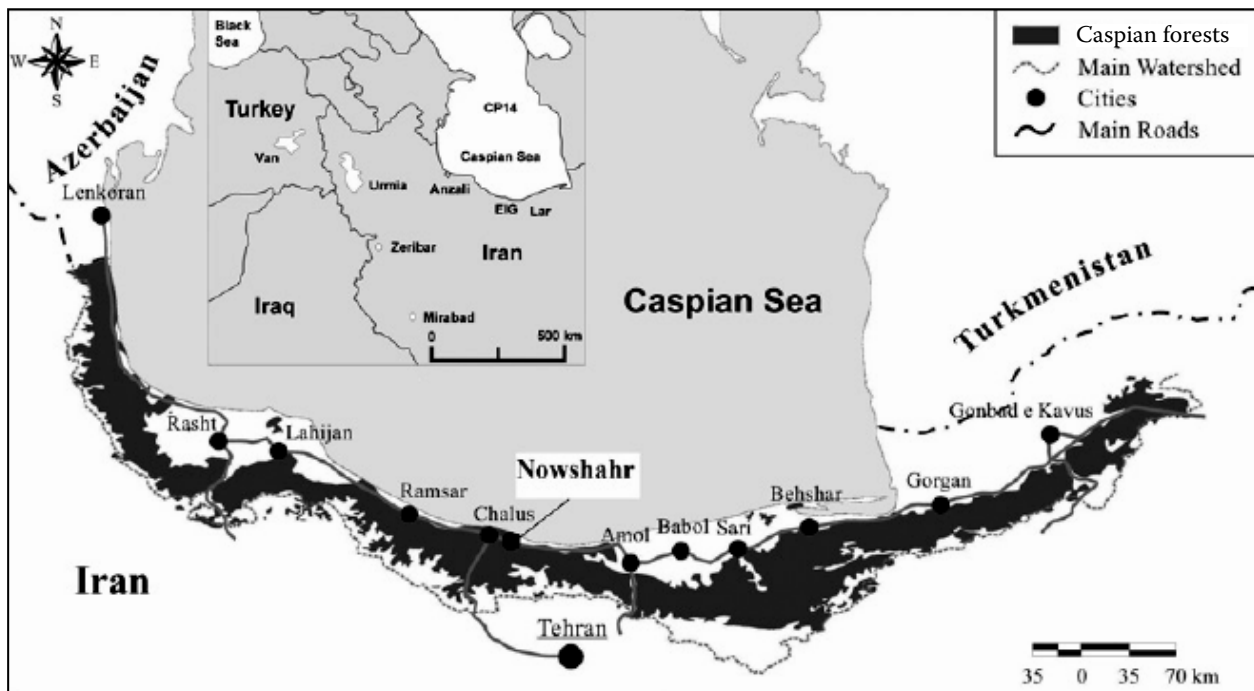 N
W
E
S
Azerbaijan
Lenkoran
Black
Sea
Turkey
Van
Urmia
CP14
Caspian Sea
Anzali
EIG
Lar
Zeribar
Iran
Iraq
Mirabad
0
500 km
Caspian forests
Main Watershed
Cities
Main Roads
Caspian Sea
Turkmenistan
Rasht
Lahijan
Ramsar
Chalus
Nowshahr
Amol
Babol
Sari
Behshar
Gorgan
Gonbad e Kavus
Iran
Tehran
35 0 35 70 km